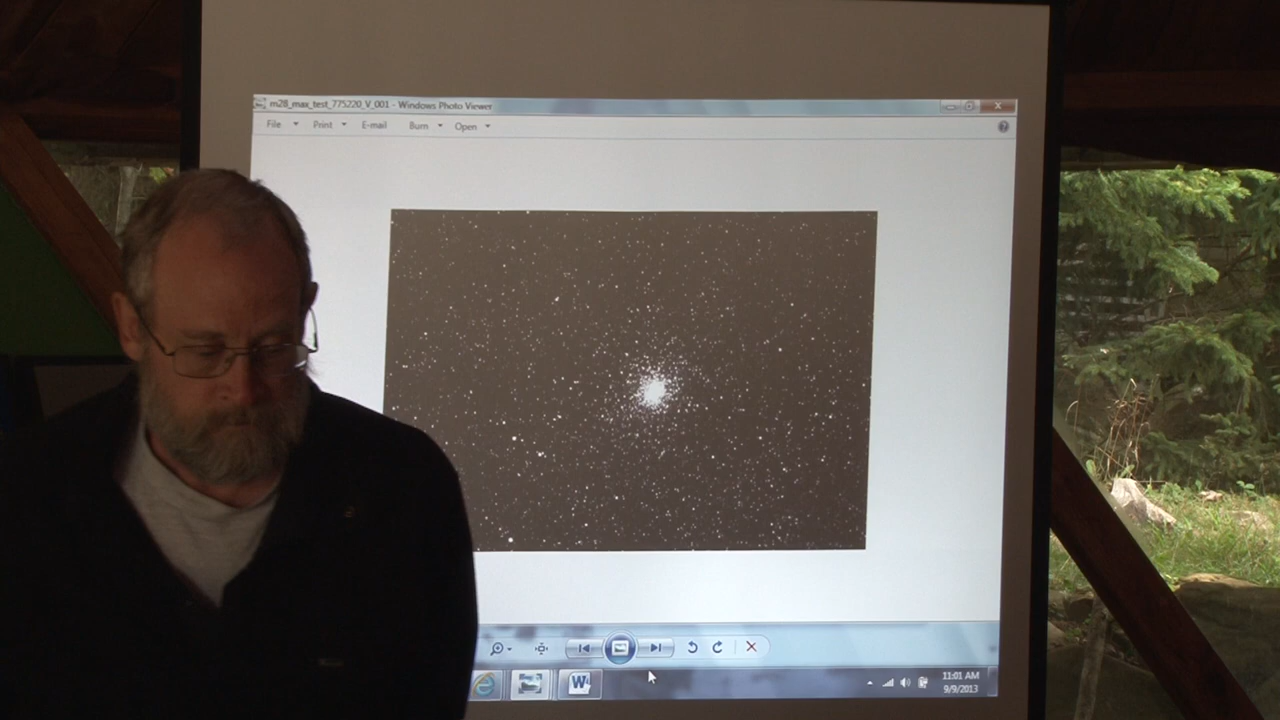 m28_max_test_775220_V_001 - Windows Photo Viewer
File Print E-mail Burn Open
W
11:01 AM
9/9/2013